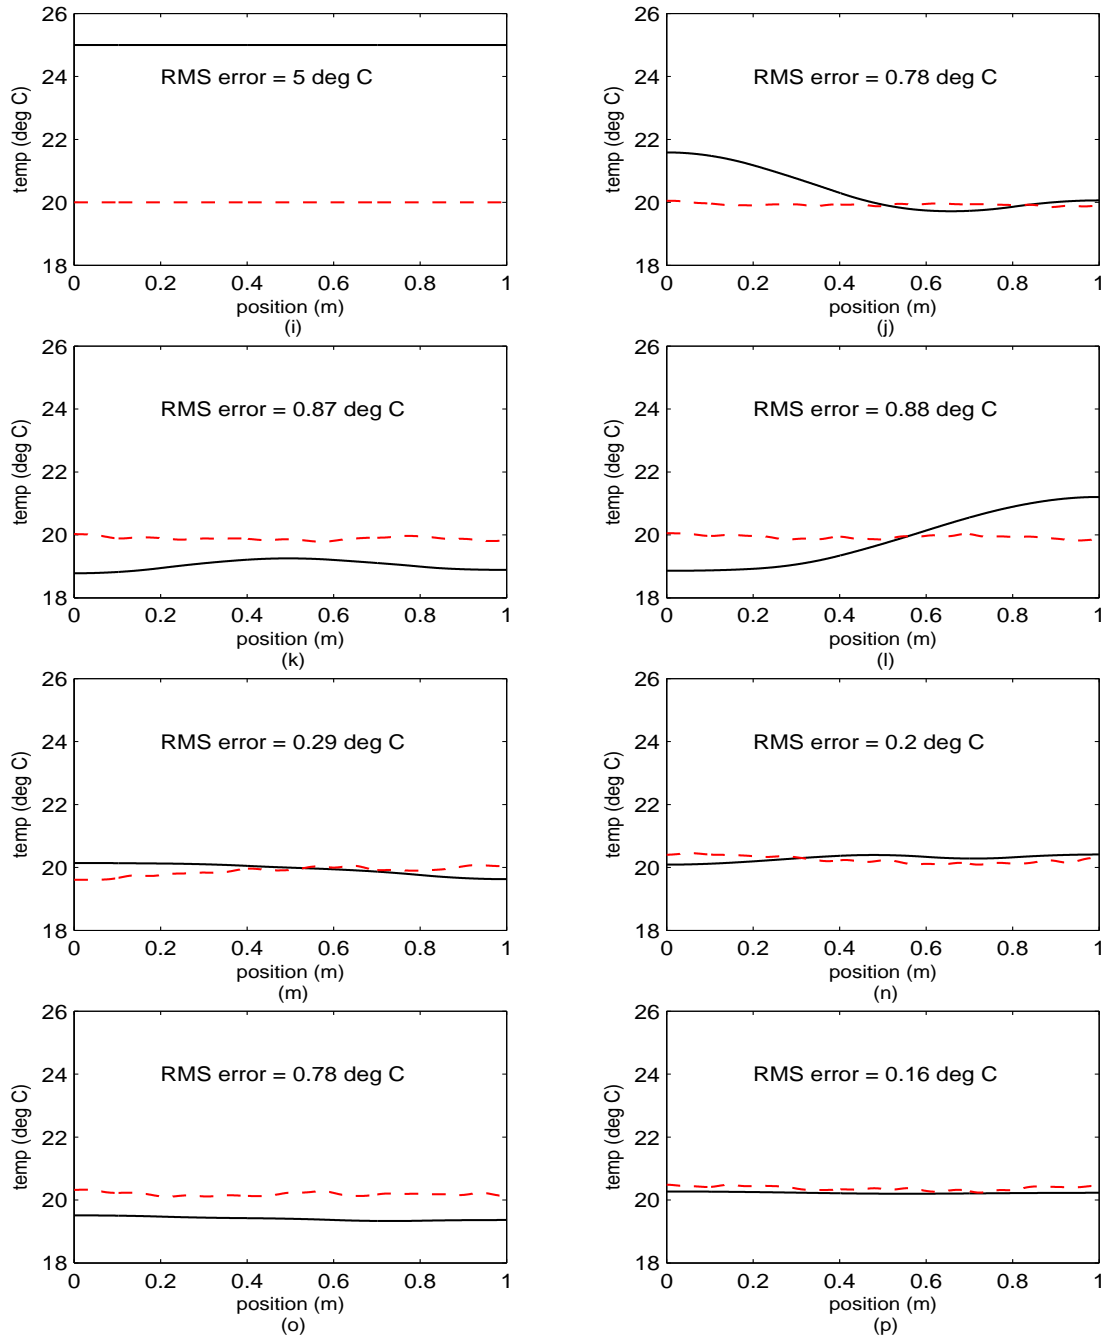 26
24
22
20
18
temp (deg C)
RMS error = 5 deg C
0 0.2 0.4 0.6 0.8 1
position (m)
(i)
26
24
22
20
18
temp (deg C)
RMS error = 0.78 deg C
0 0.2 0.4 0.6 0.8 1
position (m)
(j)
26
24
22
20
18
temp (deg C)
RMS error = 0.87 deg C
0 0.2 0.4 0.6 0.8 1
position (m)
(k)
26
24
22
20
18
temp (deg C)
RMS error = 0.88 deg C
0 0.2 0.4 0.6 0.8 1
position (m)
(l)
26
24
22
20
18
temp (deg C)
RMS error = 0.29 deg C
0 0.2 0.4 0.6 0.8 1
position (m)
(m)
26
24
22
20
18
temp (deg C)
RMS error = 0.2 deg C
0 0.2 0.4 0.6 0.8 1
position (m)
(n)
26
24
22
20
18
temp (deg C)
RMS error = 0.78 deg C
0 0.2 0.4 0.6 0.8 1
position (m)
(o)
26
24
22
20
18
temp (deg C)
RMS error = 0.16 deg C
0 0.2 0.4 0.6 0.8 1
position (m)
(p)